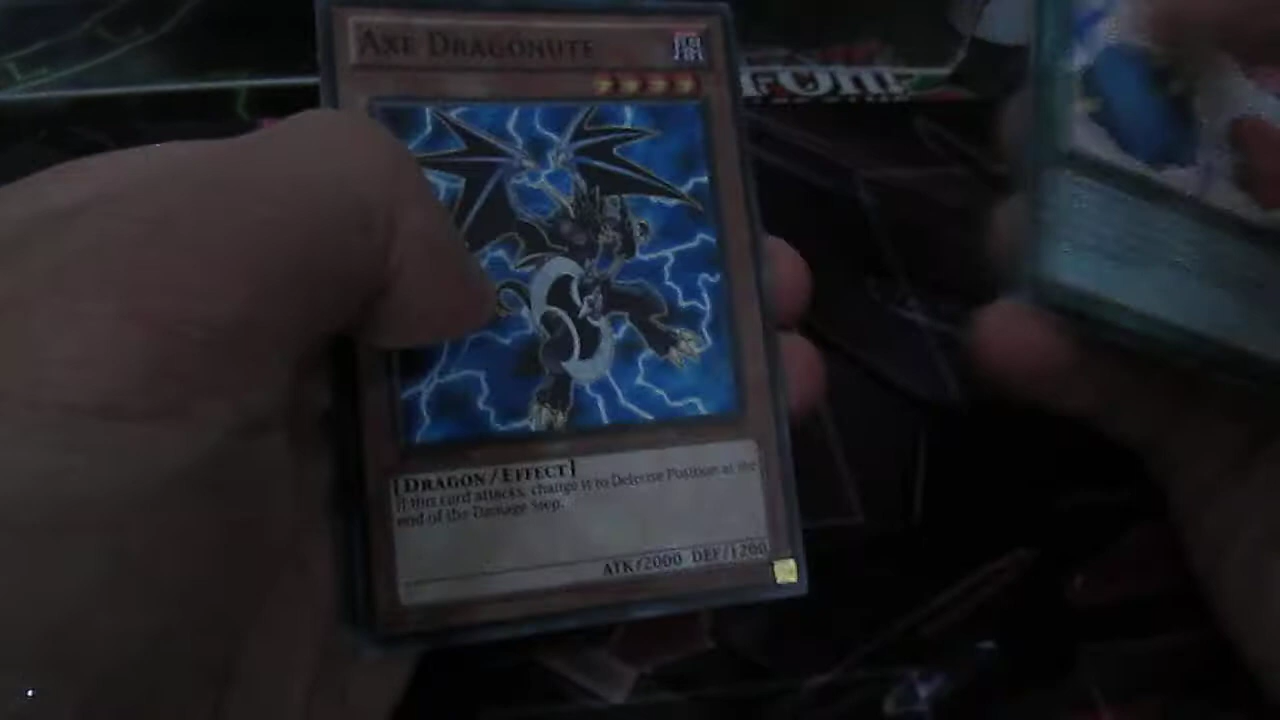 AXE DRAGONUTE
[DRAGON/EFFECT]
If this card attacks, change it to Defense Position at the
end of the Damage Step.
ATK/2000 DEF/1200